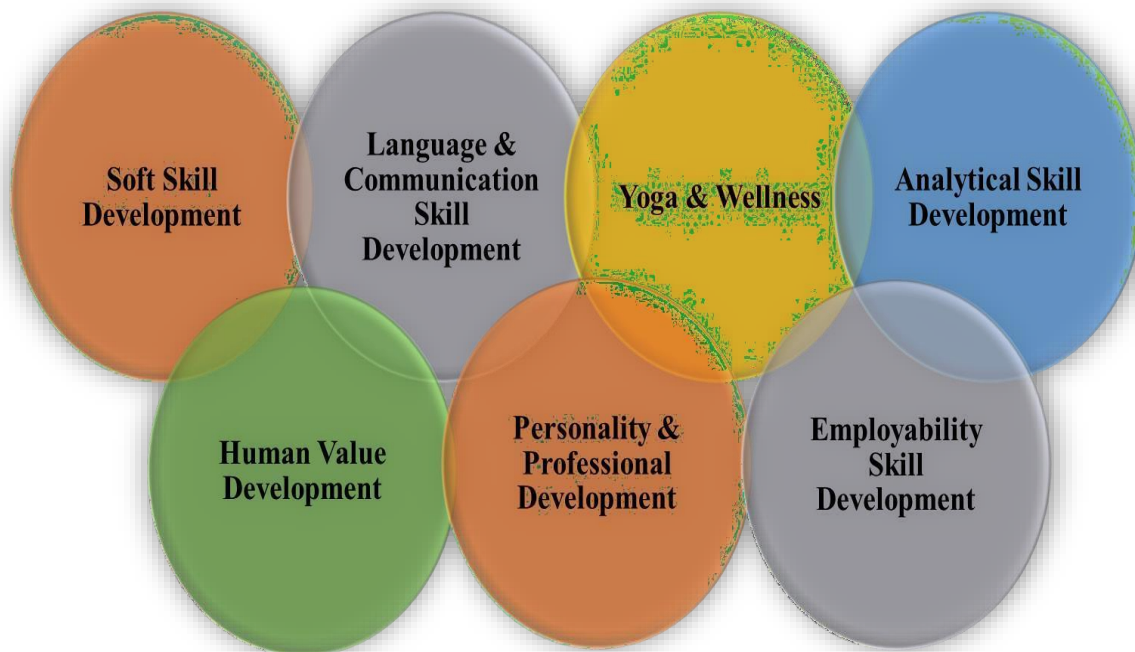 Soft Skill
Development
Language &
Communication
Skill
Development
Yoga & Wellness
Analytical Skill
Development
Human Value
Development
Personality &
Professional
Development
Employability
Skill
Development